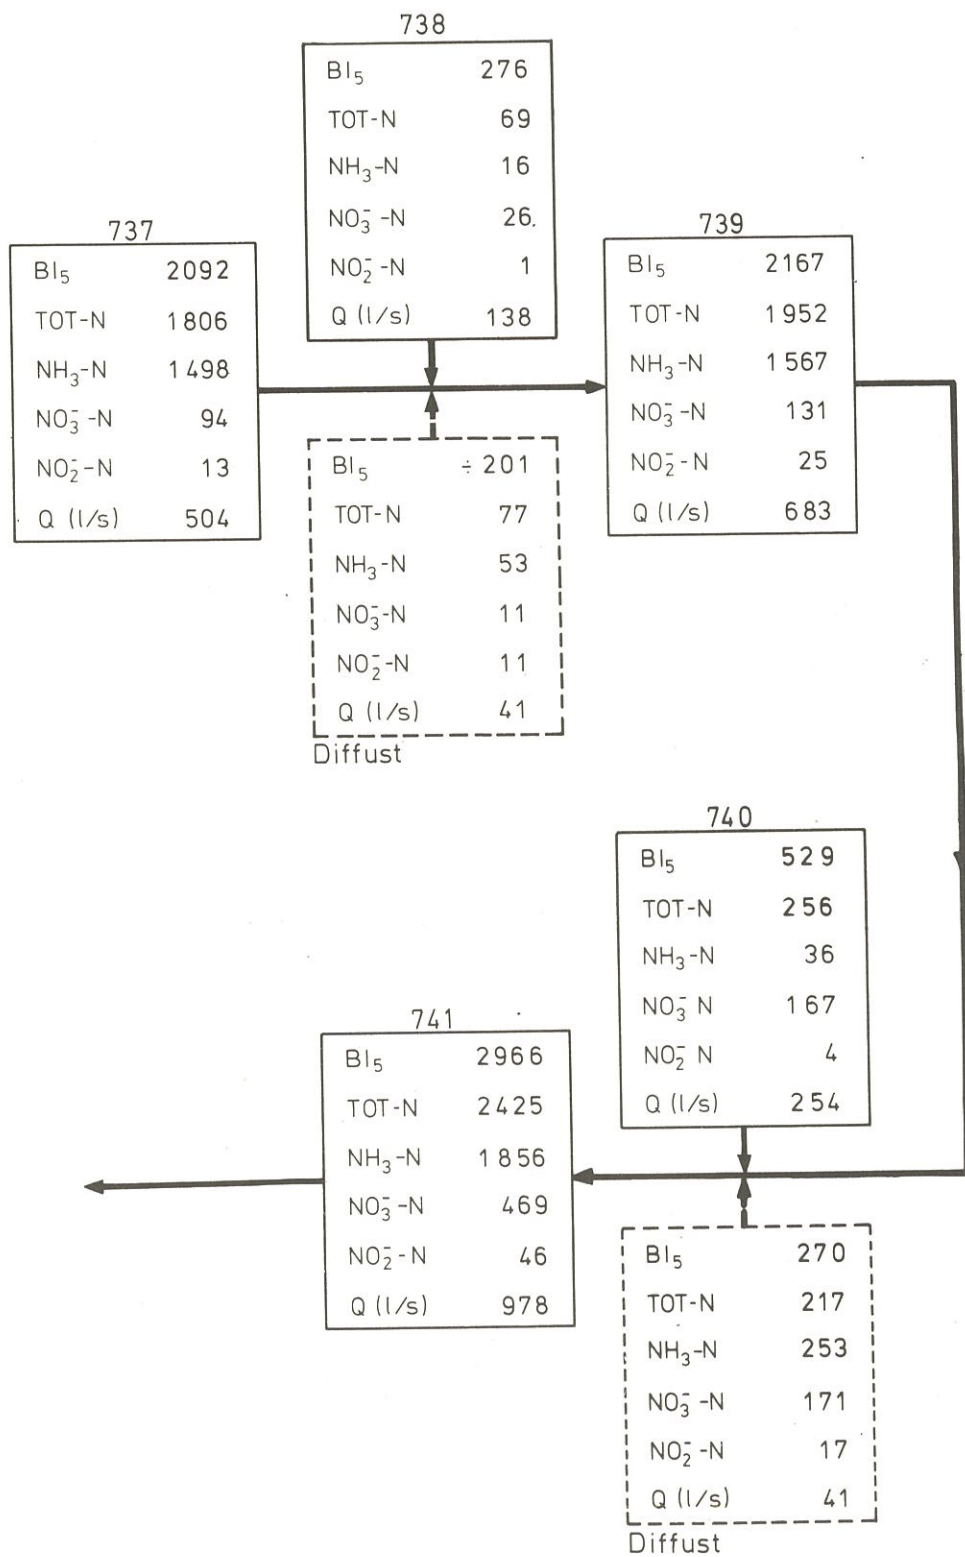 738
BI₅ 276
TOT-N 69
NH₃-N 16
NO₃⁻-N 26.
NO₂⁻-N 1
Q (l/s) 138
737
BI₅ 2092
TOT-N 1806
NH₃-N 1498
NO₃⁻-N 94
NO₂⁻-N 13
Q (l/s) 504
739
BI₅ 2167
TOT-N 1952
NH₃-N 1567
NO₃⁻-N 131
NO₂⁻-N 25
Q (l/s) 683
BI₅ ÷201
TOT-N 77
NH₃-N 53
NO₃⁻-N 11
NO₂⁻-N 11
Q (l/s) 41
Diffust
740
BI₅ 529
TOT-N 256
NH₃-N 36
NO₃⁻ N 167
NO₂⁻ N 4
Q (l/s) 254
741
BI₅ 2966
TOT-N 2425
NH₃-N 1856
NO₃⁻-N 469
NO₂⁻-N 46
Q (l/s) 978
BI₅ 270
TOT-N 217
NH₃-N 253
NO₃⁻-N 171
NO₂⁻-N 17
Q (l/s) 41
Diffust